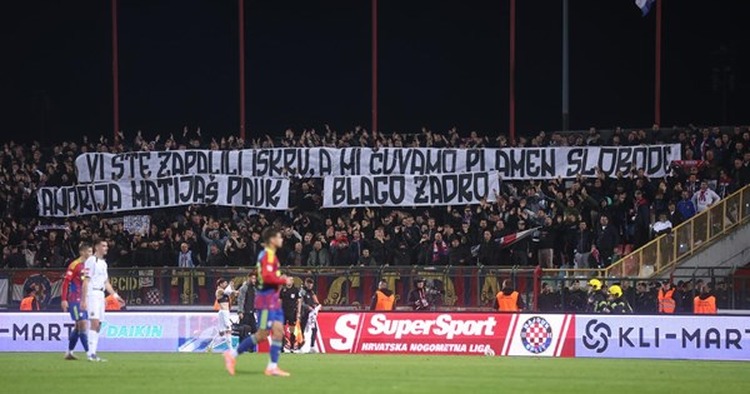 VI STE ZAPALILI ISKRU A MI ČUVAMO PLAMEN SLOBODE
ANDRIJA MATIJAŠ PAUK BLAGO ZADRO
K-MART DAIKIN
S SuperSport
HRVATSKA NOGOMETNA LIGA
HAJDUK
KLI-MART